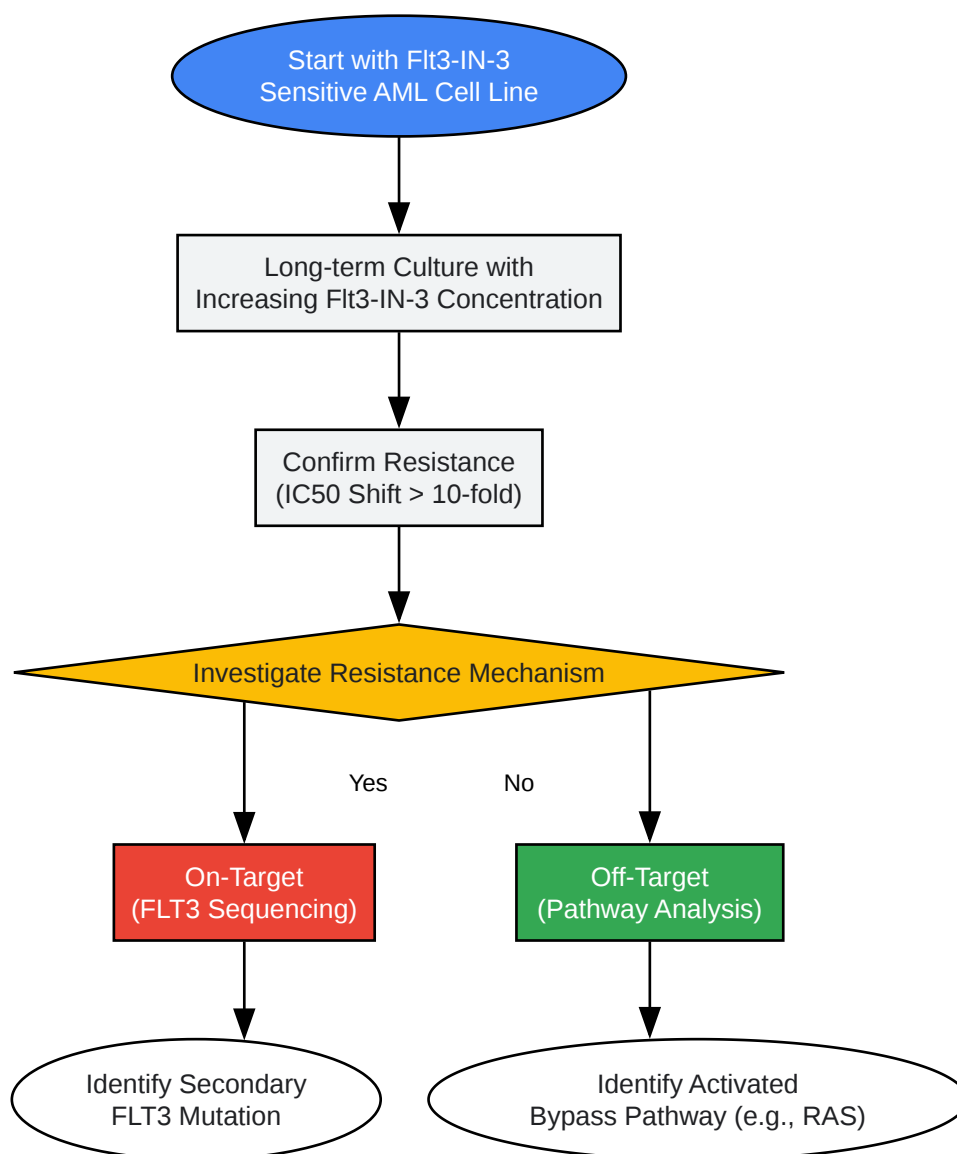 Start with Flt3-IN-3
Sensitive AML Cell Line
Long-term Culture with
Increasing Flt3-IN-3 Concentration
Confirm Resistance
(IC50 Shift > 10-fold)
Investigate Resistance Mechanism
Yes
No
On-Target
(FLT3 Sequencing)
Off-Target
(Pathway Analysis)
Identify Secondary
FLT3 Mutation
Identify Activated
Bypass Pathway (e.g., RAS)